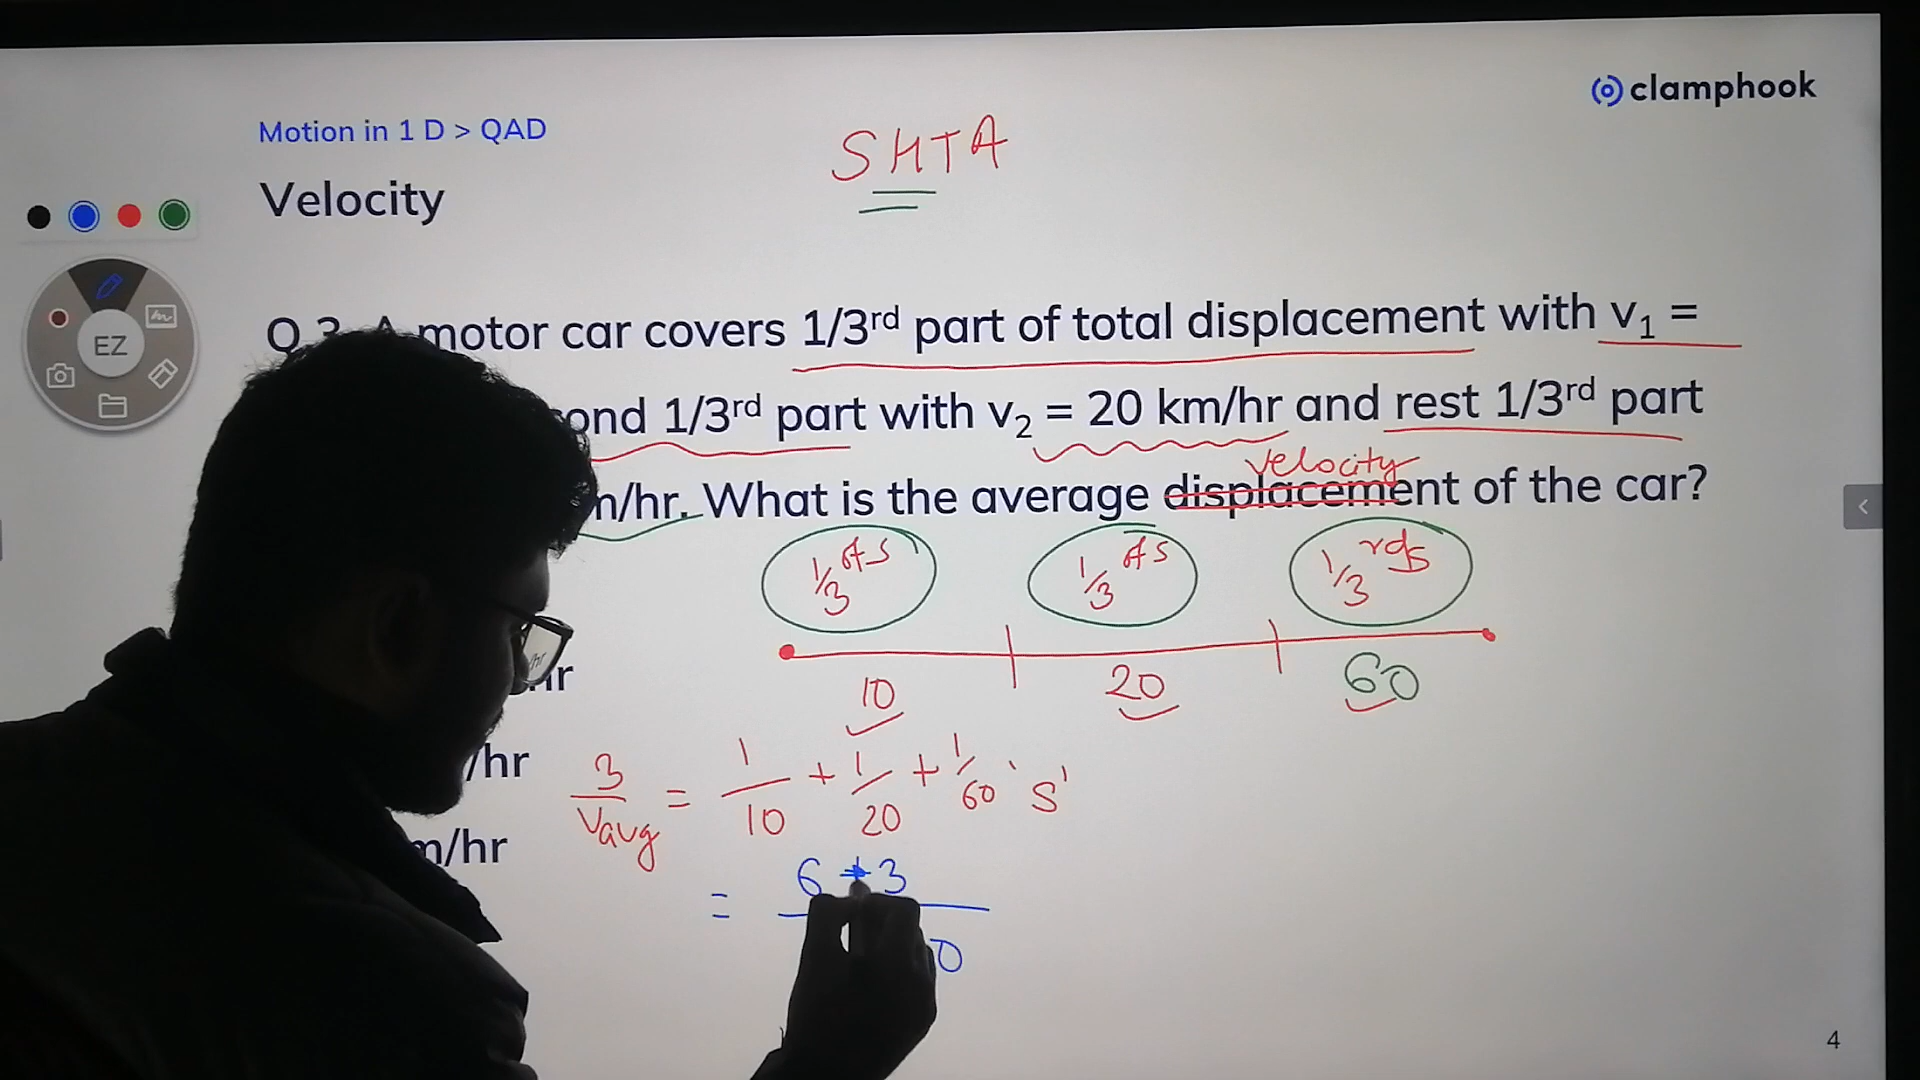 clamphook
Motion in 1 D > QAD
SHTA
Velocity
EZ
Q 3. A motor car covers 1/3rd part of total displacement with v1 =
ond 1/3rd part with v2 = 20 km/hr and rest 1/3rd part
velocity
m/hr. What is the average displacement of the car?
1/3 1/3 1/3 rds
hr
10 20 60
/hr
3/Vavg = 1/10 + 1/20 + 1/60 's'
m/hr
= 6 + 3
0
4